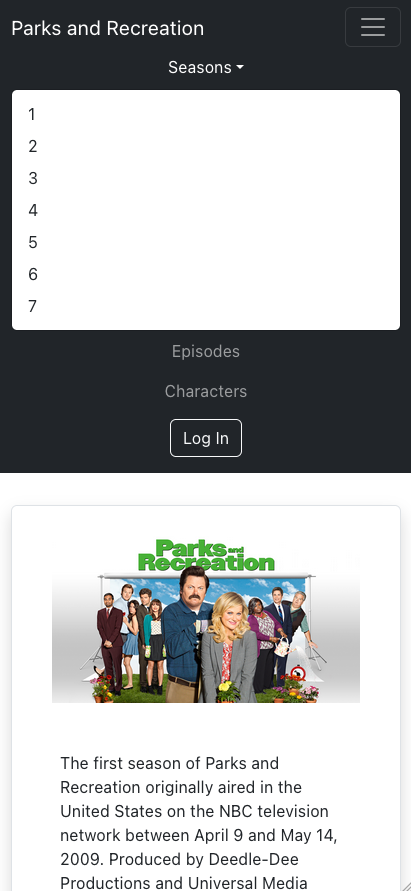 Parks and Recreation
Seasons
1
2
3
4
5
6
7
Episodes
Characters
Log In
Parks and
Recreation
The first season of Parks and
Recreation originally aired in the
United States on the NBC television
network between April 9 and May 14,
2009. Produced by Deedle-Dee
Productions and Universal Media